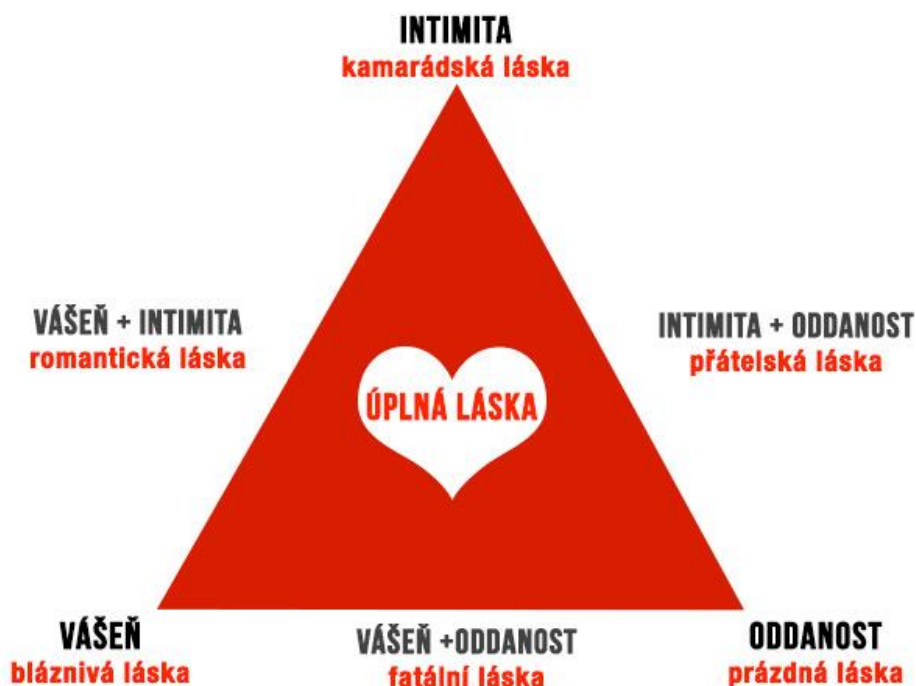 INTIMITA
kamarádská láska
VÁŠEŇ + INTIMITA
romantická láska
INTIMITA + ODDANOST
přátelská láska
ÚPLNÁ LÁSKA
VÁŠEŇ
bláznivá láska
VÁŠEŇ +ODDANOST
fatální láska
ODDANOST
prázdná láska